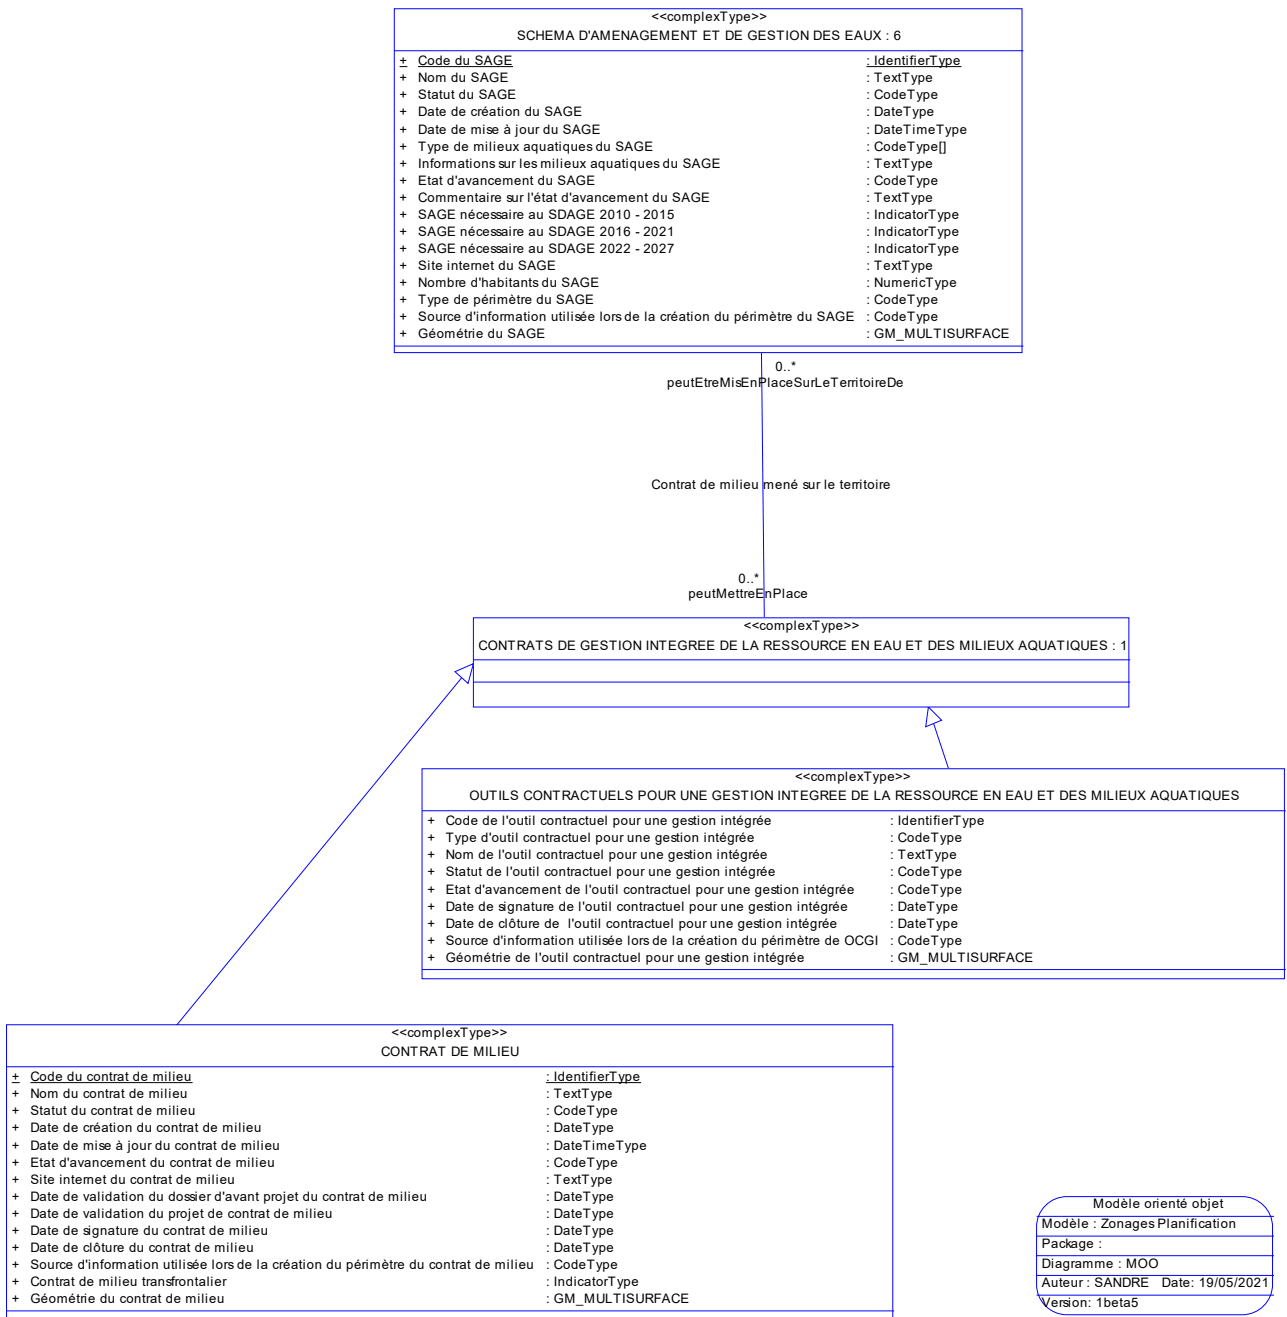 <<complexType>>
SCHEMA D'AMENAGEMENT ET DE GESTION DES EAUX : 6
+ Code du SAGE : IdentifierType
+ Nom du SAGE : TextType
+ Statut du SAGE : CodeType
+ Date de création du SAGE : DateType
+ Date de mise à jour du SAGE : DateTimeType
+ Type de milieux aquatiques du SAGE : CodeType[]
+ Informations sur les milieux aquatiques du SAGE : TextType
+ Etat d'avancement du SAGE : CodeType
+ Commentaire sur l'état d'avancement du SAGE : TextType
+ SAGE nécessaire au SDAGE 2010 - 2015 : IndicatorType
+ SAGE nécessaire au SDAGE 2016 - 2021 : IndicatorType
+ SAGE nécessaire au SDAGE 2022 - 2027 : IndicatorType
+ Site internet du SAGE : TextType
+ Nombre d'habitants du SAGE : NumericType
+ Type de périmètre du SAGE : CodeType
+ Source d'information utilisée lors de la création du périmètre du SAGE : CodeType
+ Géométrie du SAGE : GM_MULTISURFACE
0..*
peutEtreMisEnPlaceSurLeTerritoireDe
Contrat de milieu mené sur le territoire
0..*
peutMettreEnPlace
<<complexType>>
CONTRATS DE GESTION INTEGREE DE LA RESSOURCE EN EAU ET DES MILIEUX AQUATIQUES : 1
<<complexType>>
OUTILS CONTRACTUELS POUR UNE GESTION INTEGREE DE LA RESSOURCE EN EAU ET DES MILIEUX AQUATIQUES
+ Code de l'outil contractuel pour une gestion intégrée : IdentifierType
+ Type d'outil contractuel pour une gestion intégrée : CodeType
+ Nom de l'outil contractuel pour une gestion intégrée : TextType
+ Statut de l'outil contractuel pour une gestion intégrée : CodeType
+ Etat d'avancement de l'outil contractuel pour une gestion intégrée : CodeType
+ Date de signature de l'outil contractuel pour une gestion intégrée : DateType
+ Date de clôture de l'outil contractuel pour une gestion intégrée : DateType
+ Source d'information utilisée lors de la création du périmètre de OCGI : CodeType
+ Géométrie de l'outil contractuel pour une gestion intégrée : GM_MULTISURFACE
<<complexType>>
CONTRAT DE MILIEU
+ Code du contrat de milieu : IdentifierType
+ Nom du contrat de milieu : TextType
+ Statut du contrat de milieu : CodeType
+ Date de création du contrat de milieu : DateType
+ Date de mise à jour du contrat de milieu : DateTimeType
+ Etat d'avancement du contrat de milieu : CodeType
+ Site internet du contrat de milieu : TextType
+ Date de validation du dossier d'avant projet du contrat de milieu : DateType
+ Date de validation du projet de contrat de milieu : DateType
+ Date de signature du contrat de milieu : DateType
+ Date de clôture du contrat de milieu : DateType
+ Source d'information utilisée lors de la création du périmètre du contrat de milieu : CodeType
+ Contrat de milieu transfrontalier : IndicatorType
+ Géométrie du contrat de milieu : GM_MULTISURFACE
Modèle orienté objet
Modèle : Zonages Planification
Package :
Diagramme : MOO
Auteur : SANDRE Date: 19/05/2021
Version: 1beta5